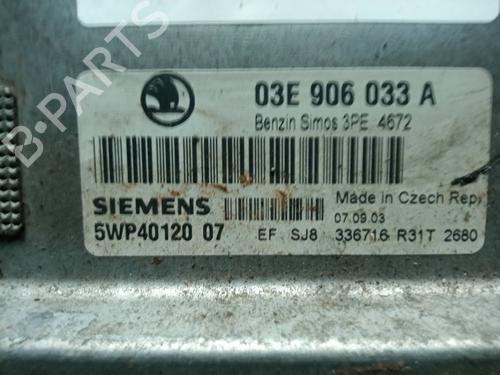 03E 906 033 A
Benzin Simos 3PE 4672
SIEMENS
Made in Czech Rep.
07.09.03
5WP40120 07
EF SJ8 336716 R31T 2680
B-PARTS